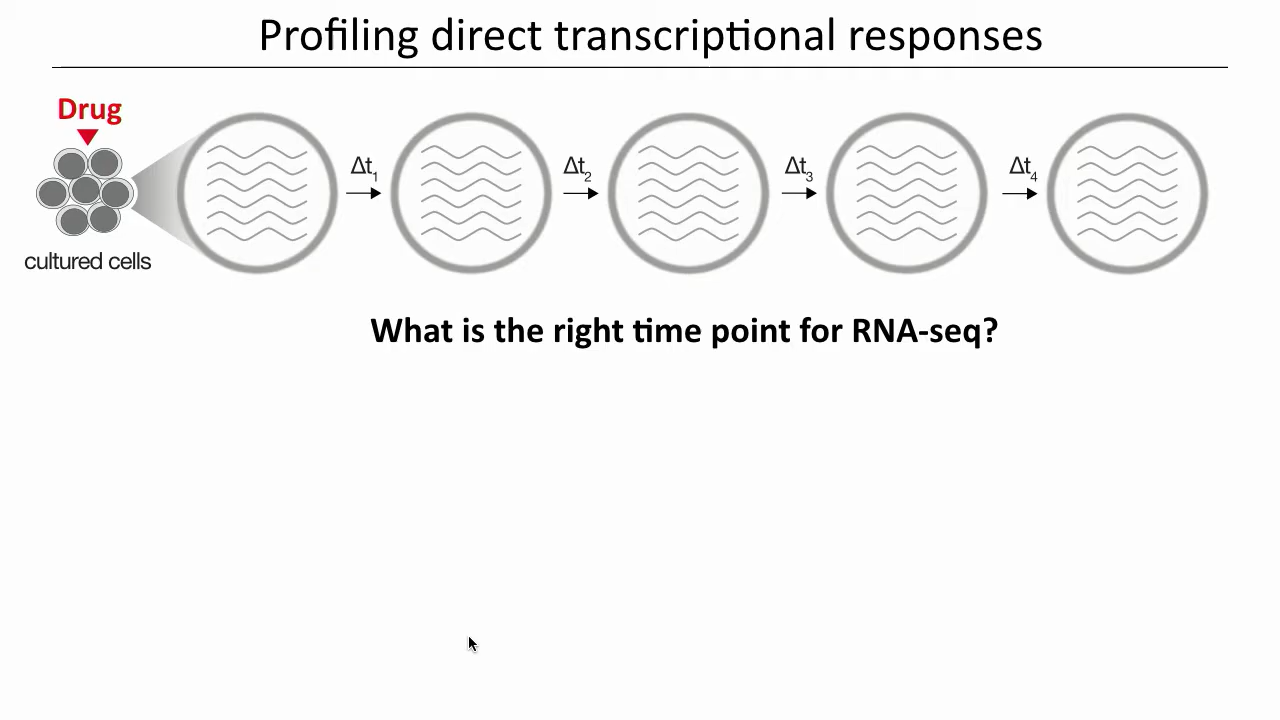 Profiling direct transcriptional responses
Drug
Δt1
Δt2
Δt3
Δt4
cultured cells
What is the right time point for RNA-seq?